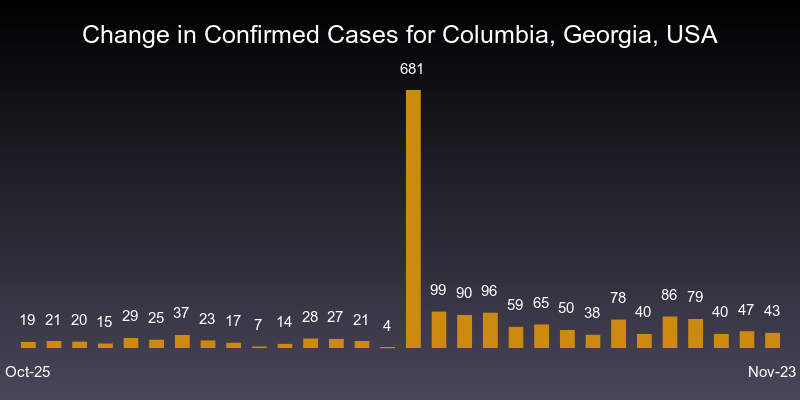 Change in Confirmed Cases for Columbia, Georgia, USA
681
19 21 20 15 29 25 37 23 17 7 14 28 27 21 4 99 90 96 59 65 50 38 78 40 86 79 40 47 43
Oct-25 Nov-23